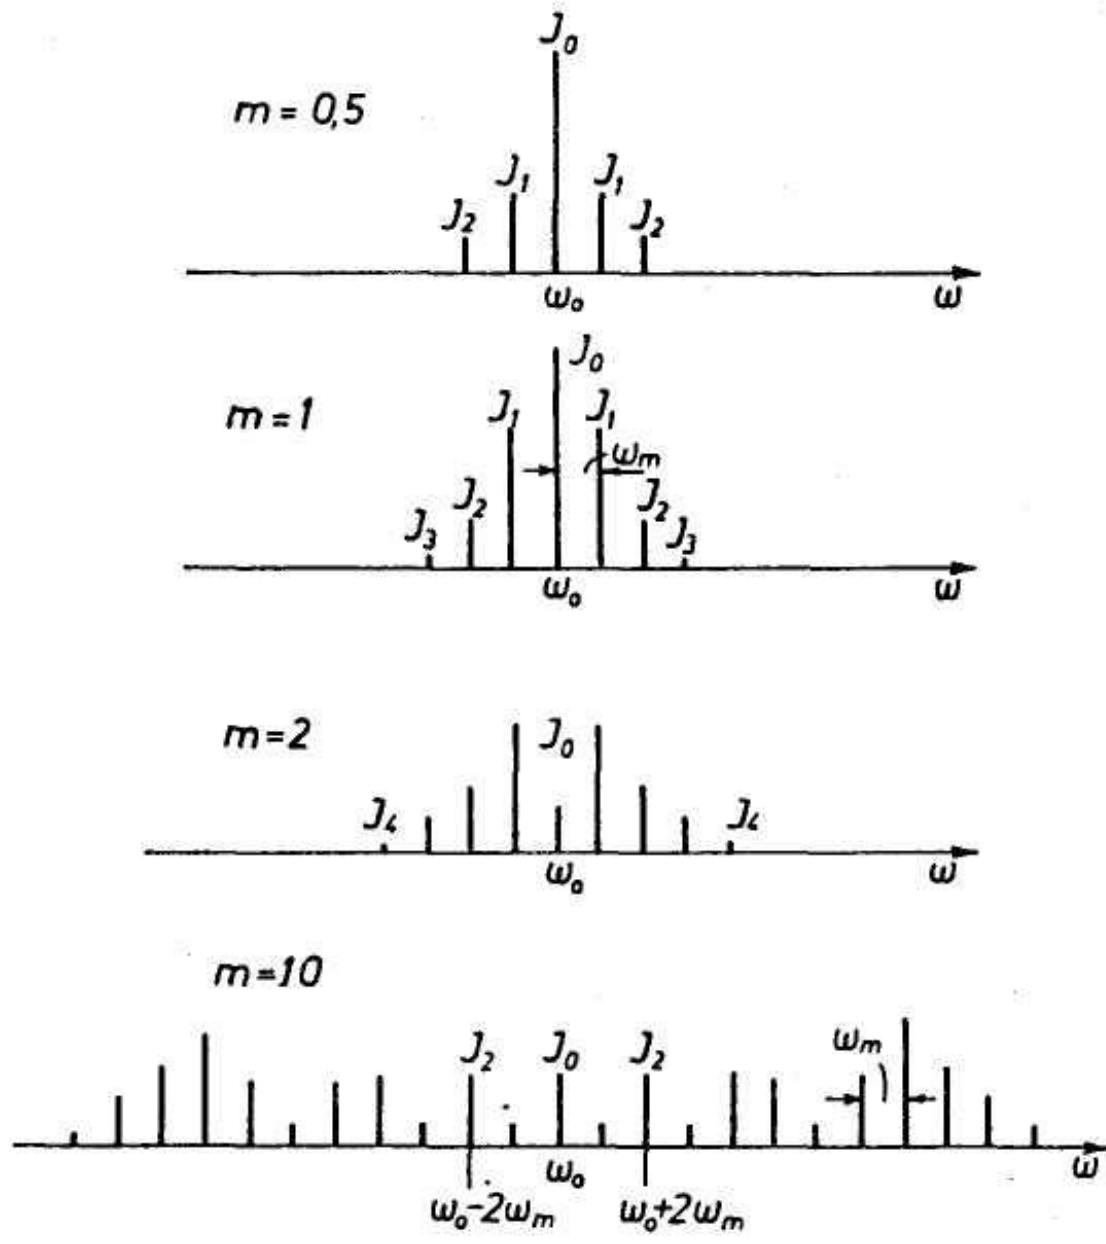 J₀
m = 0,5
J₁ J₁
J₂ J₂
ω₀ ω
J₀
m = 1
J₁ J₁
ωₘ
J₂ J₂
J₃ J₃
ω₀ ω
m = 2
J₀
J₄ J₄
ω₀ ω
m = 10
J₂ J₀ J₂ ωₘ
ω₀ ω
ω₀-2ωₘ ω₀+2ωₘ